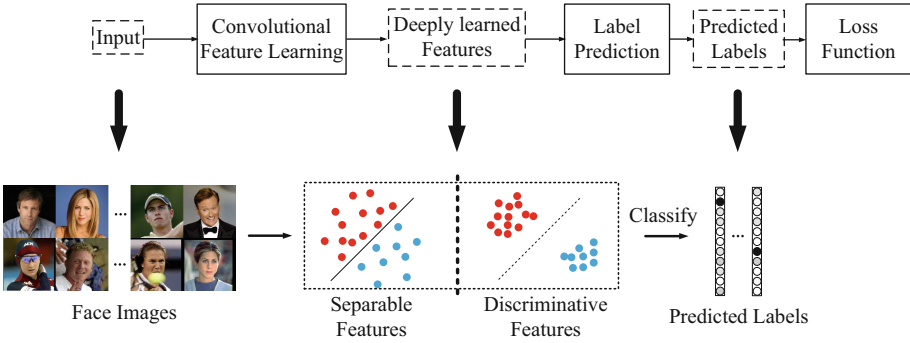 Input
Convolutional
Feature Learning
Deeply learned
Features
Label
Prediction
Predicted
Labels
Loss
Function
...
...
Face Images
Separable
Features
Discriminative
Features
Classify
...
Predicted Labels